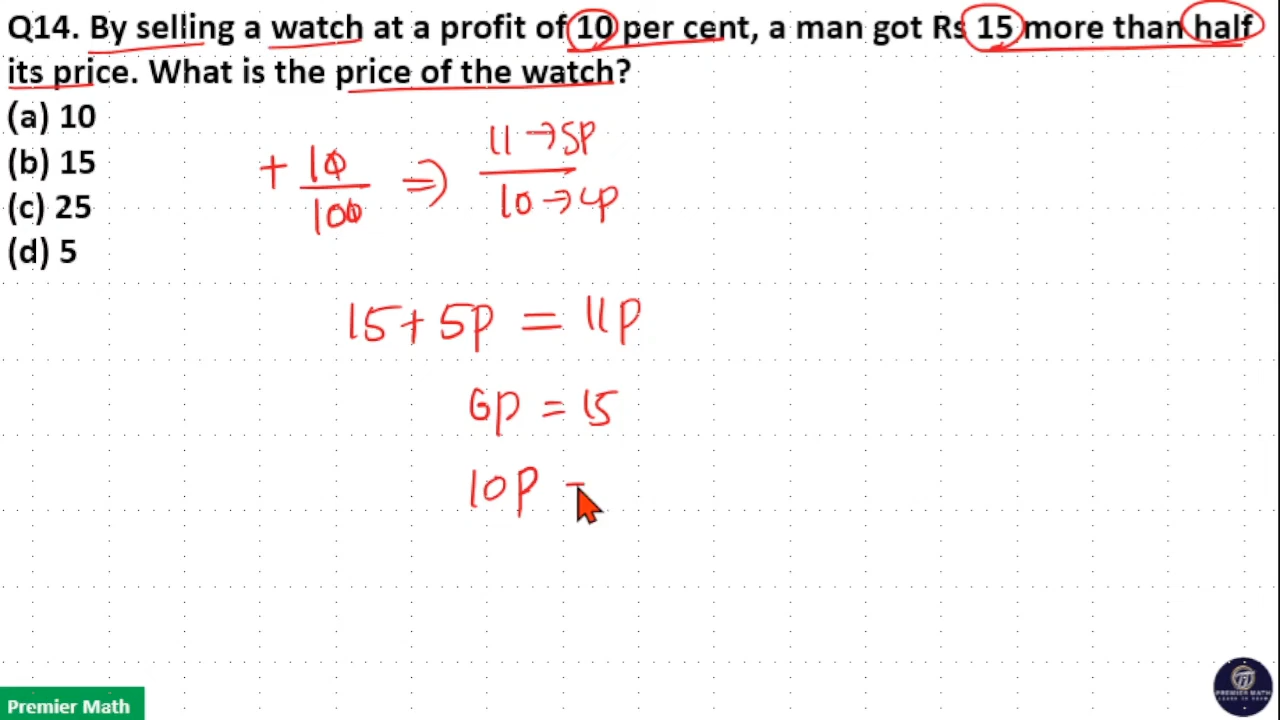 Q14. By selling a watch at a profit of 10 per cent, a man got Rs 15 more than half
its price. What is the price of the watch?
(a) 10
(b) 15
(c) 25
(d) 5
+ 10/100 ⇒ 11 → SP / 10 → CP
15 + 5p = 11p
6p = 15
10p =
Premier Math
PREMIER MATH